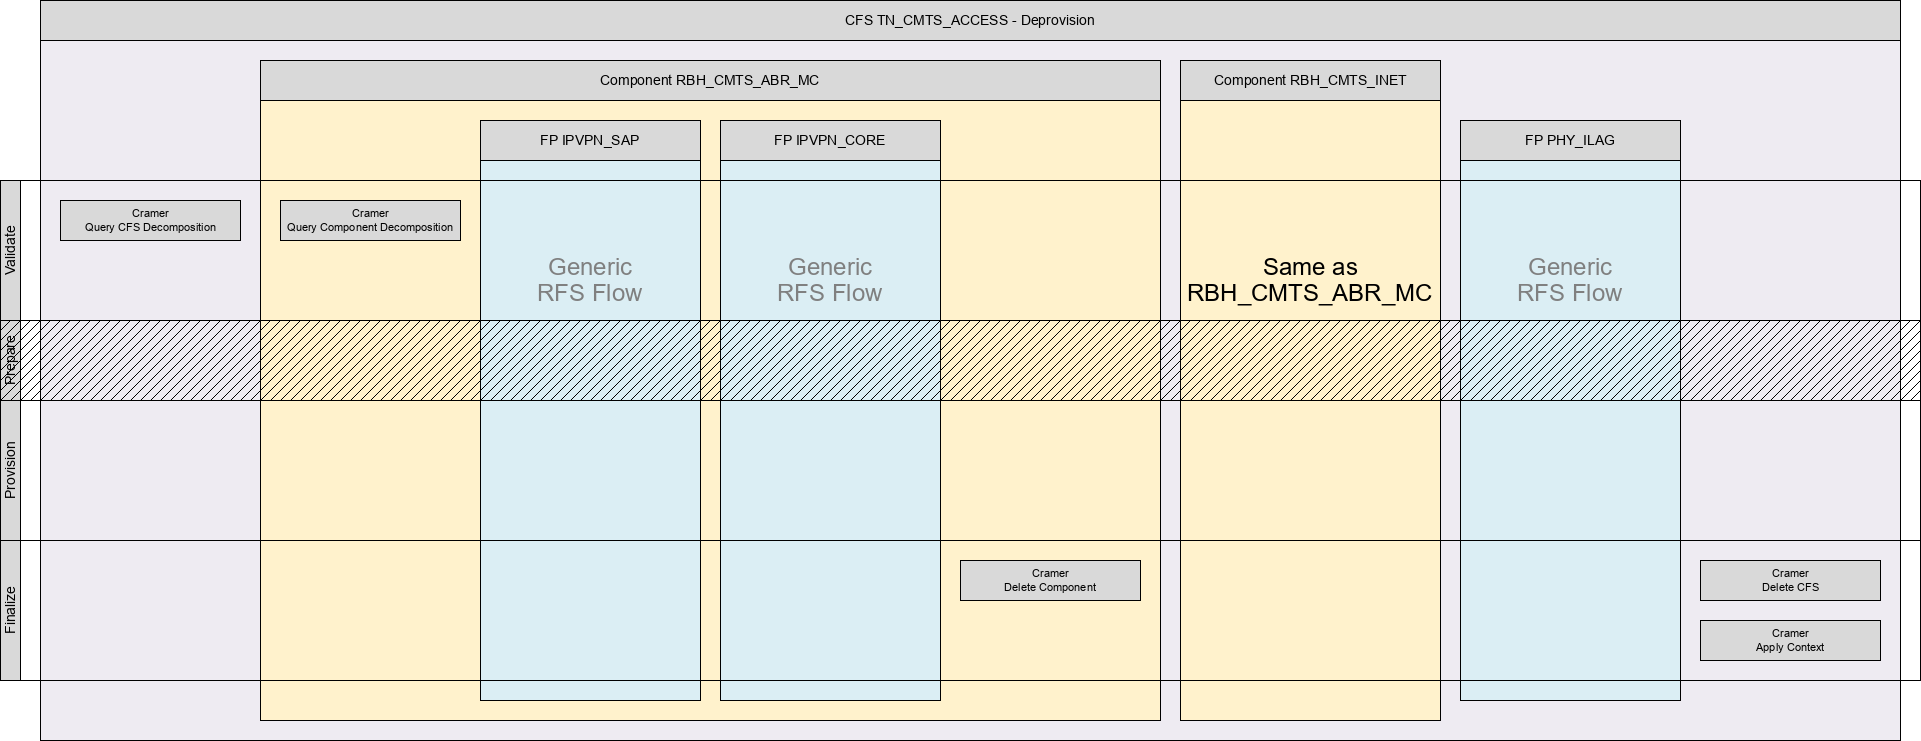 CFS TN_CMTS_ACCESS - Deprovision
Component RBH_CMTS_ABR_MC
Component RBH_CMTS_INET
FP IPVPN_SAP
FP IPVPN_CORE
FP PHY_ILAG
Validate
Cramer
Query CFS Decomposition
Cramer
Query Component Decomposition
Generic
RFS Flow
Generic
RFS Flow
Same as
RBH_CMTS_ABR_MC
Generic
RFS Flow
Prepare
Provision
Finalize
Cramer
Delete Component
Cramer
Delete CFS
Cramer
Apply Context